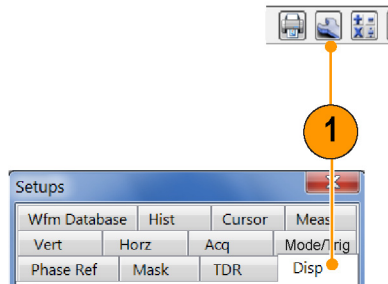 1
Setups
Wfm Database Hist Cursor Meas
Vert Horz Acq Mode/Trig
Phase Ref Mask TDR Disp